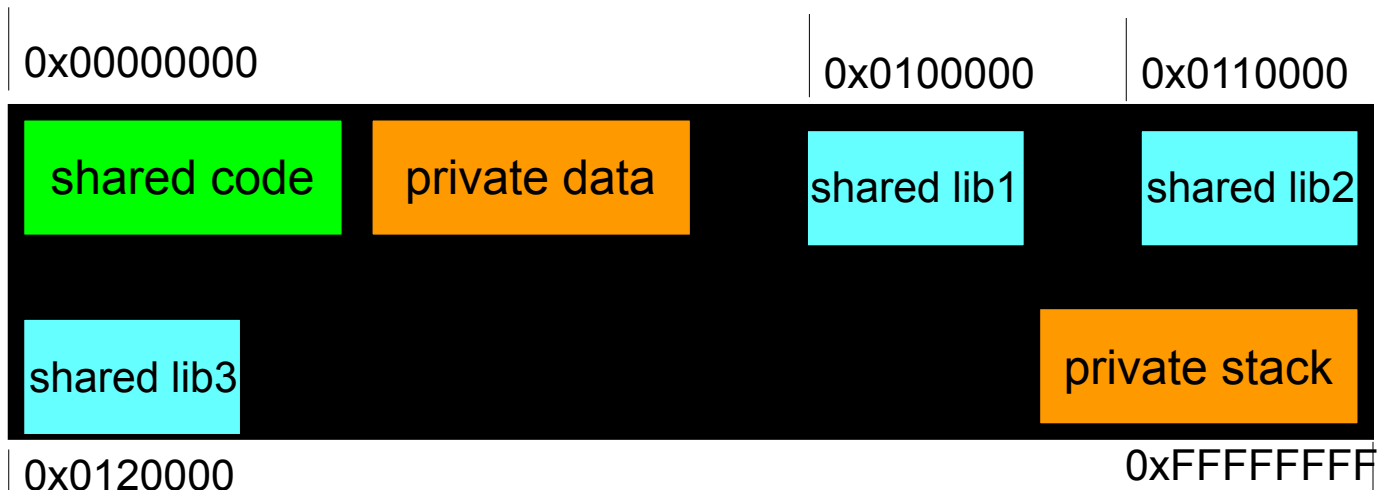 0x00000000
0x0100000
0x0110000
shared code
private data
shared lib1
shared lib2
shared lib3
private stack
0x0120000
0xFFFFFFFF